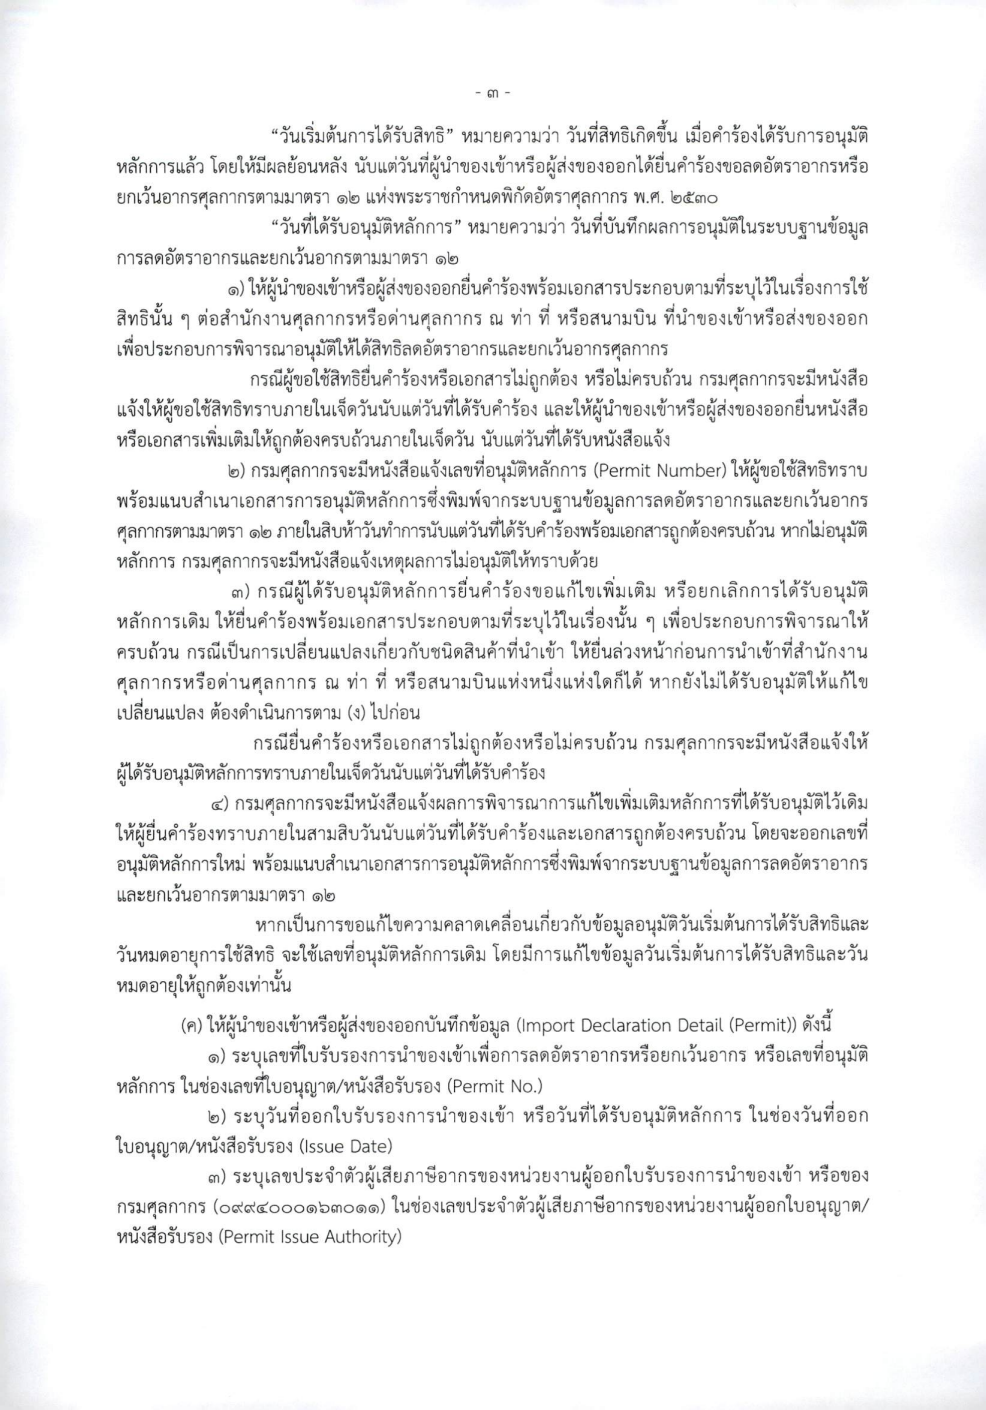 - ๓ -
“วันเริ่มต้นการได้รับสิทธิ” หมายความว่า วันที่สิทธิเกิดขึ้น เมื่อคำร้องได้รับการอนุมัติ
หลักการแล้ว โดยให้มีผลย้อนหลัง นับแต่วันที่ผู้นำของเข้าหรือผู้ส่งของออกได้ยื่นคำร้องขอลดอัตราอากรหรือ
ยกเว้นอากรศุลกากรตามมาตรา ๑๒ แห่งพระราชกำหนดพิกัดอัตราศุลกากร พ.ศ. ๒๕๓๐
“วันที่ได้รับอนุมัติหลักการ” หมายความว่า วันที่บันทึกผลการอนุมัติในระบบฐานข้อมูล
การลดอัตราอากรและยกเว้นอากรตามมาตรา ๑๒
๑) ให้ผู้นำของเข้าหรือผู้ส่งของออกยื่นคำร้องพร้อมเอกสารประกอบตามที่ระบุไว้ในเรื่องการใช้
สิทธินั้น ๆ ต่อสำนักงานศุลกากรหรือด่านศุลกากร ณ ท่า ที่ หรือสนามบิน ที่นำของเข้าหรือส่งของออก
เพื่อประกอบการพิจารณาอนุมัติให้ได้สิทธิลดอัตราอากรและยกเว้นอากรศุลกากร
กรณีผู้ขอใช้สิทธิยื่นคำร้องหรือเอกสารไม่ถูกต้อง หรือไม่ครบถ้วน กรมศุลกากรจะมีหนังสือ
แจ้งให้ผู้ขอใช้สิทธิทราบภายในเจ็ดวันนับแต่วันที่ได้รับคำร้อง และให้ผู้นำของเข้าหรือผู้ส่งของออกยื่นหนังสือ
หรือเอกสารเพิ่มเติมให้ถูกต้องครบถ้วนภายในเจ็ดวัน นับแต่วันที่ได้รับหนังสือแจ้ง
๒) กรมศุลกากรจะมีหนังสือแจ้งเลขที่อนุมัติหลักการ (Permit Number) ให้ผู้ขอใช้สิทธิทราบ
พร้อมแนบสำเนาเอกสารการอนุมัติหลักการซึ่งพิมพ์จากระบบฐานข้อมูลการลดอัตราอากรและยกเว้นอากร
ศุลกากรตามมาตรา ๑๒ ภายในสิบห้าวันทำการนับแต่วันที่ได้รับคำร้องพร้อมเอกสารถูกต้องครบถ้วน หากไม่อนุมัติ
หลักการ กรมศุลกากรจะมีหนังสือแจ้งเหตุผลการไม่อนุมัติให้ทราบด้วย
๓) กรณีผู้ได้รับอนุมัติหลักการยื่นคำร้องขอแก้ไขเพิ่มเติม หรือยกเลิกการได้รับอนุมัติ
หลักการเดิม ให้ยื่นคำร้องพร้อมเอกสารประกอบตามที่ระบุไว้ในเรื่องนั้น ๆ เพื่อประกอบการพิจารณาให้
ครบถ้วน กรณีเป็นการเปลี่ยนแปลงเกี่ยวกับชนิดสินค้าที่นำเข้า ให้ยื่นล่วงหน้าก่อนการนำเข้าที่สำนักงาน
ศุลกากรหรือด่านศุลกากร ณ ท่า ที่ หรือสนามบินแห่งหนึ่งแห่งใดก็ได้ หากยังไม่ได้รับอนุมัติให้แก้ไข
เปลี่ยนแปลง ต้องดำเนินการตาม (ง) ไปก่อน
กรณียื่นคำร้องหรือเอกสารไม่ถูกต้องหรือไม่ครบถ้วน กรมศุลกากรจะมีหนังสือแจ้งให้
ผู้ได้รับอนุมัติหลักการทราบภายในเจ็ดวันนับแต่วันที่ได้รับคำร้อง
๔) กรมศุลกากรจะมีหนังสือแจ้งผลการพิจารณาการแก้ไขเพิ่มเติมหลักการที่ได้รับอนุมัติไว้เดิม
ให้ผู้ยื่นคำร้องทราบภายในสามสิบวันนับแต่วันที่ได้รับคำร้องและเอกสารถูกต้องครบถ้วน โดยจะออกเลขที่
อนุมัติหลักการใหม่ พร้อมแนบสำเนาเอกสารการอนุมัติหลักการซึ่งพิมพ์จากระบบฐานข้อมูลการลดอัตราอากร
และยกเว้นอากรตามมาตรา ๑๒
หากเป็นการขอแก้ไขความคลาดเคลื่อนเกี่ยวกับข้อมูลอนุมัติวันเริ่มต้นการได้รับสิทธิและ
วันหมดอายุการใช้สิทธิ จะใช้เลขที่อนุมัติหลักการเดิม โดยมีการแก้ไขข้อมูลวันเริ่มต้นการได้รับสิทธิและวัน
หมดอายุให้ถูกต้องเท่านั้น
(ค) ให้ผู้นำของเข้าหรือผู้ส่งของออกบันทึกข้อมูล (Import Declaration Detail (Permit)) ดังนี้
๑) ระบุเลขที่ใบรับรองการนำของเข้าเพื่อการลดอัตราอากรหรือยกเว้นอากร หรือเลขที่อนุมัติ
หลักการ ในช่องเลขที่ใบอนุญาต/หนังสือรับรอง (Permit No.)
๒) ระบุวันที่ออกใบรับรองการนำของเข้า หรือวันที่ได้รับอนุมัติหลักการ ในช่องวันที่ออก
ใบอนุญาต/หนังสือรับรอง (Issue Date)
๓) ระบุเลขประจำตัวผู้เสียภาษีอากรของหน่วยงานผู้ออกใบรับรองการนำของเข้า หรือของ
กรมศุลกากร (๐๙๙๔๐๐๐๑๖๓๐๑๑) ในช่องเลขประจำตัวผู้เสียภาษีอากรของหน่วยงานผู้ออกใบอนุญาต/
หนังสือรับรอง (Permit Issue Authority)